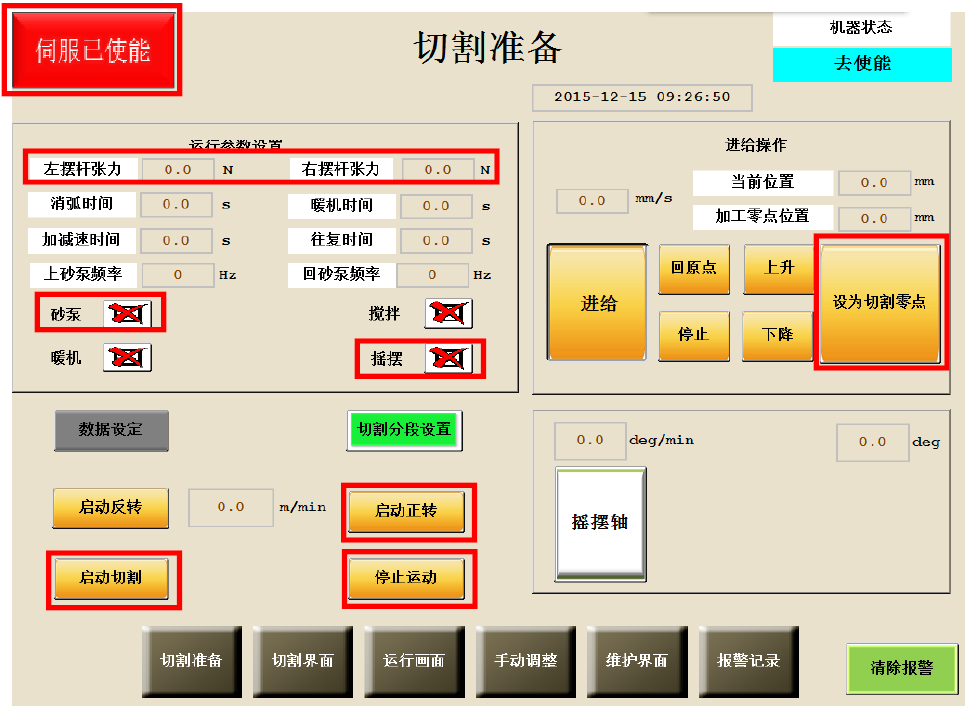 伺服已使能
切割准备
机器状态
去使能
2015-12-15 09:26:50
运行参数设置
左摆杆张力 0.0 N 右摆杆张力 0.0 N
消弧时间 0.0 s 暖机时间 0.0 s
加减速时间 0.0 s 往复时间 0.0 s
上砂泵频率 0 Hz 回砂泵频率 0 Hz
砂泵 搅拌
暖机 摇摆
进给操作
0.0 mm/s 当前位置 0.0 mm
加工零点位置 0.0 mm
进给 回原点 上升 设为切割零点
停止 下降
数据设定 切割分段设置
启动反转 0.0 m/min 启动正转
启动切割 停止运动
0.0 deg/min 0.0 deg
摇摆轴
切割准备 切割界面 运行画面 手动调整 维护界面 报警记录 清除报警